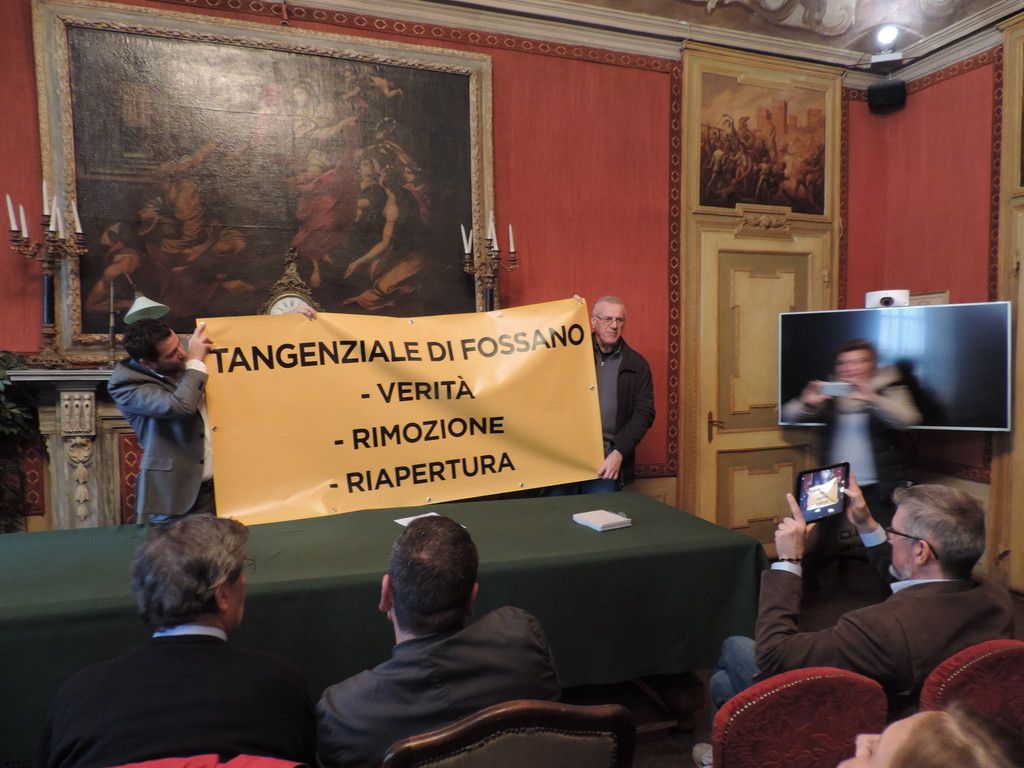 TANGENZIALE DI FOSSANO
- VERITÀ
- RIMOZIONE
- RIAPERTURA